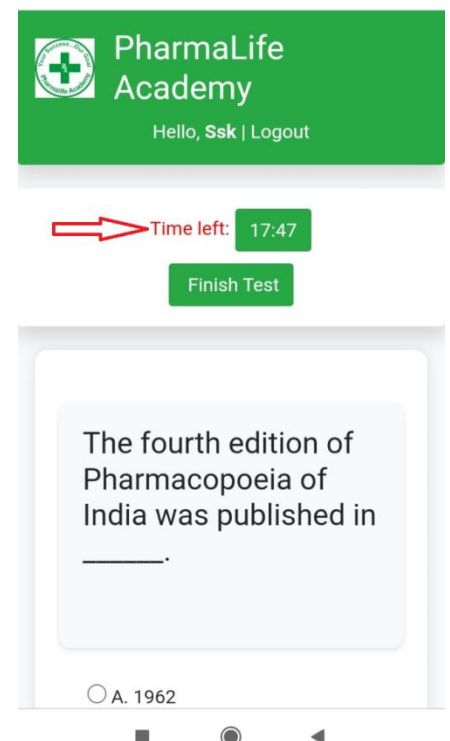 PharmaLife
Academy
Hello, Ssk | Logout
Time left: 17:47
Finish Test
The fourth edition of
Pharmacopoeia of
India was published in
______.
A. 1962